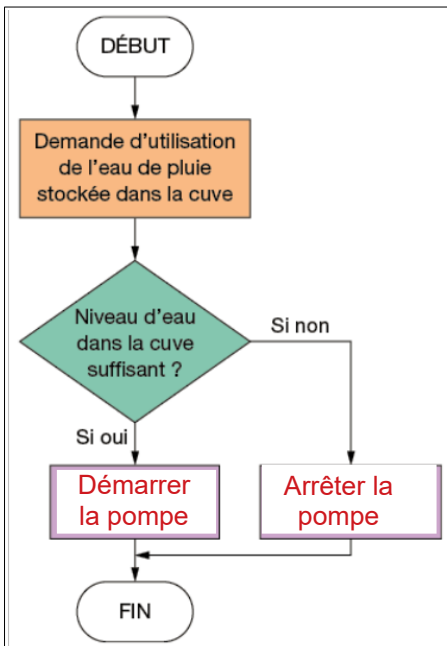 DÉBUT
Demande d'utilisation
de l'eau de pluie
stockée dans la cuve
Niveau d'eau
dans la cuve
suffisant ?
Si non
Si oui
Démarrer
la pompe
Arrêter la
pompe
FIN